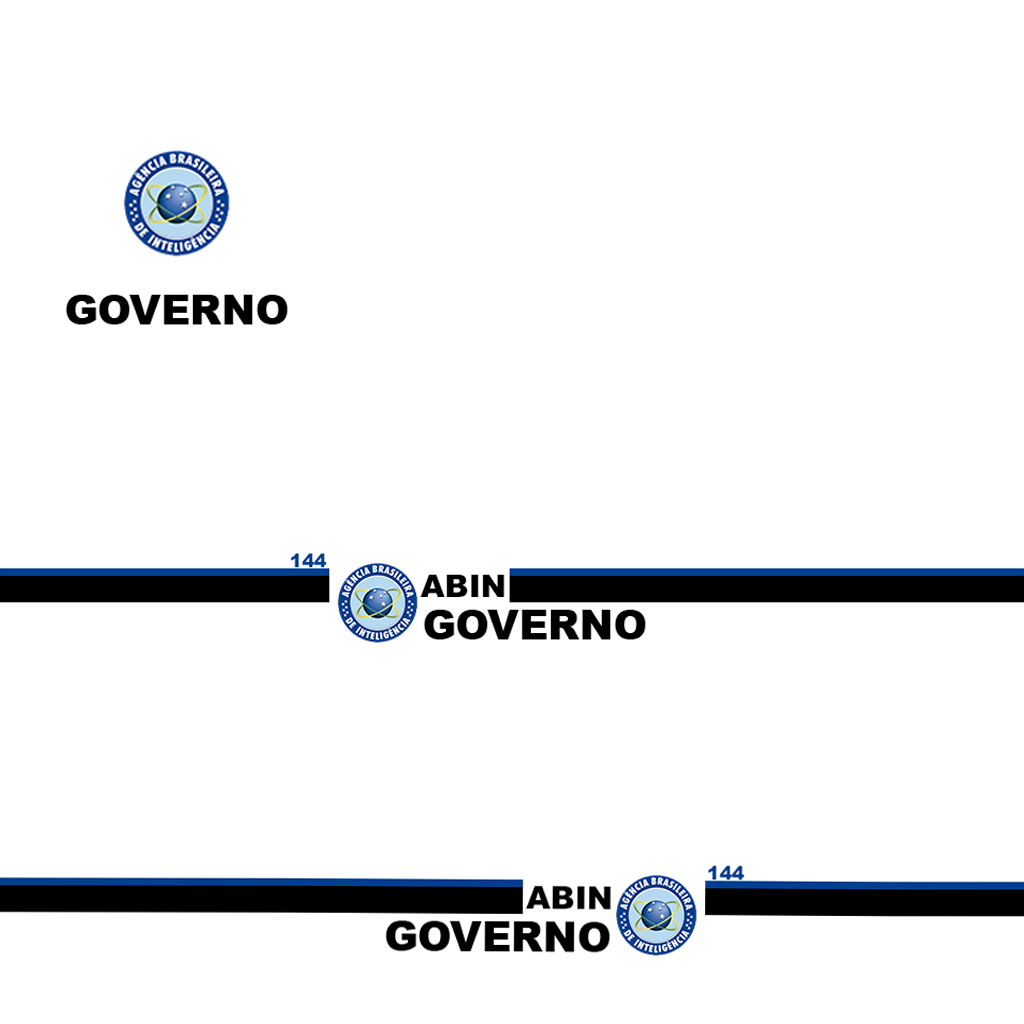 AGÊNCIA BRASILEIRA
DE INTELIGÊNCIA
GOVERNO
144
AGÊNCIA BRASILEIRA
DE INTELIGÊNCIA
ABIN
GOVERNO
144
ABIN
AGÊNCIA BRASILEIRA
DE INTELIGÊNCIA
GOVERNO